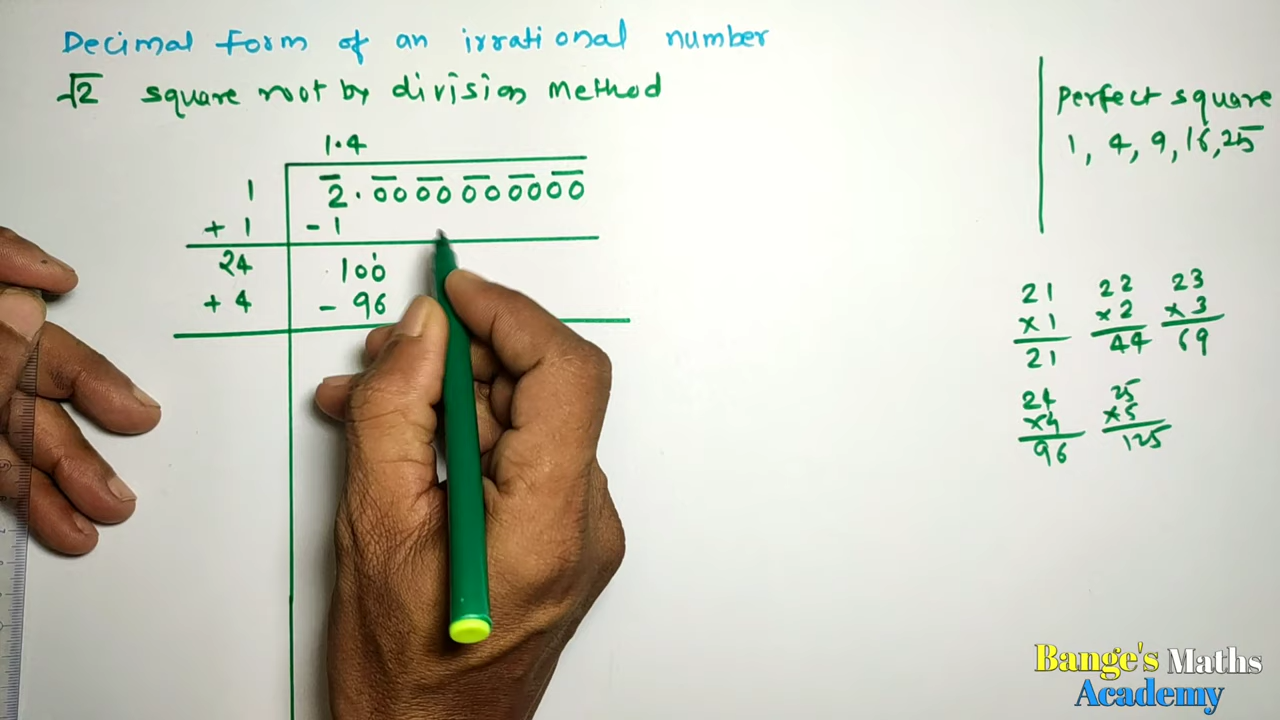 Decimal form of an irrational number
√2 square root by division method
1.4
1 2.0000000000
+ 1 - 1
24 100
+ 4 - 96
perfect square
1, 4, 9, 16, 25
21 22 23
x 1 x 2 x 3
21 44 69
24 25
x4 x5
96 125
Bange's Maths
Academy